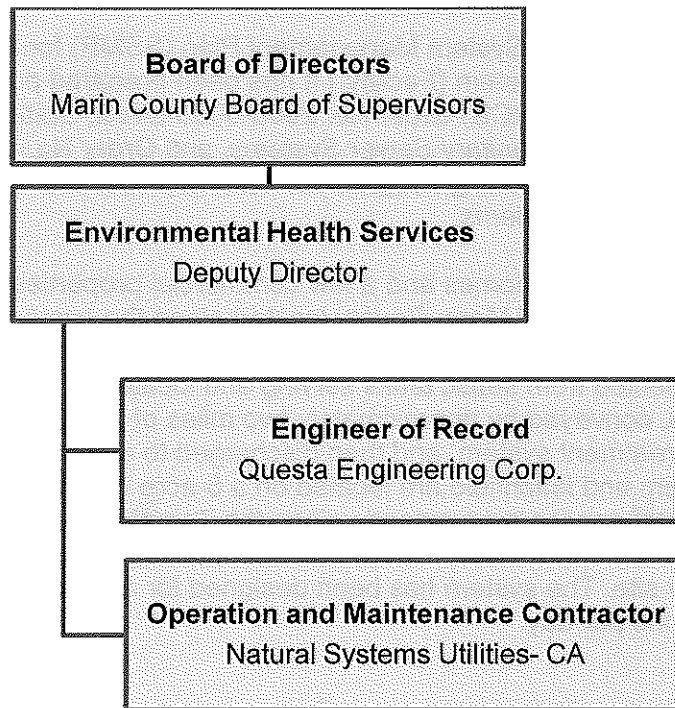 Board of Directors
Marin County Board of Supervisors
Environmental Health Services
Deputy Director
Engineer of Record
Questa Engineering Corp.
Operation and Maintenance Contractor
Natural Systems Utilities- CA